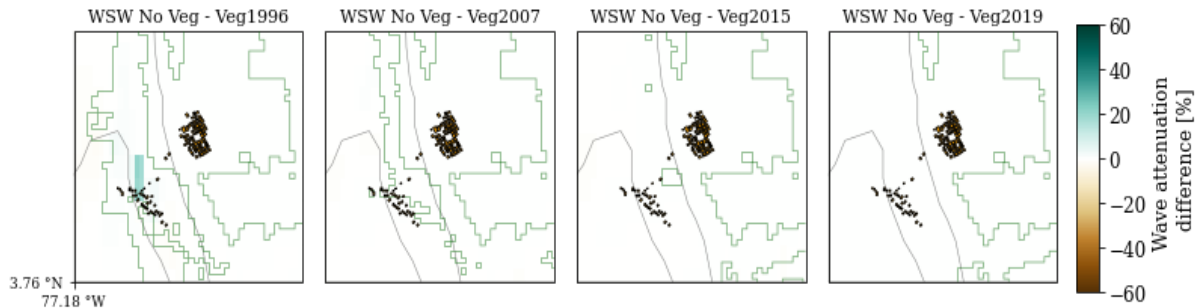 WSW No Veg - Veg1996
WSW No Veg - Veg2007
WSW No Veg - Veg2015
WSW No Veg - Veg2019
60
40
20
0
−20
−40
−60
Wave attenuation
difference [%]
3.76 °N
77.18 °W